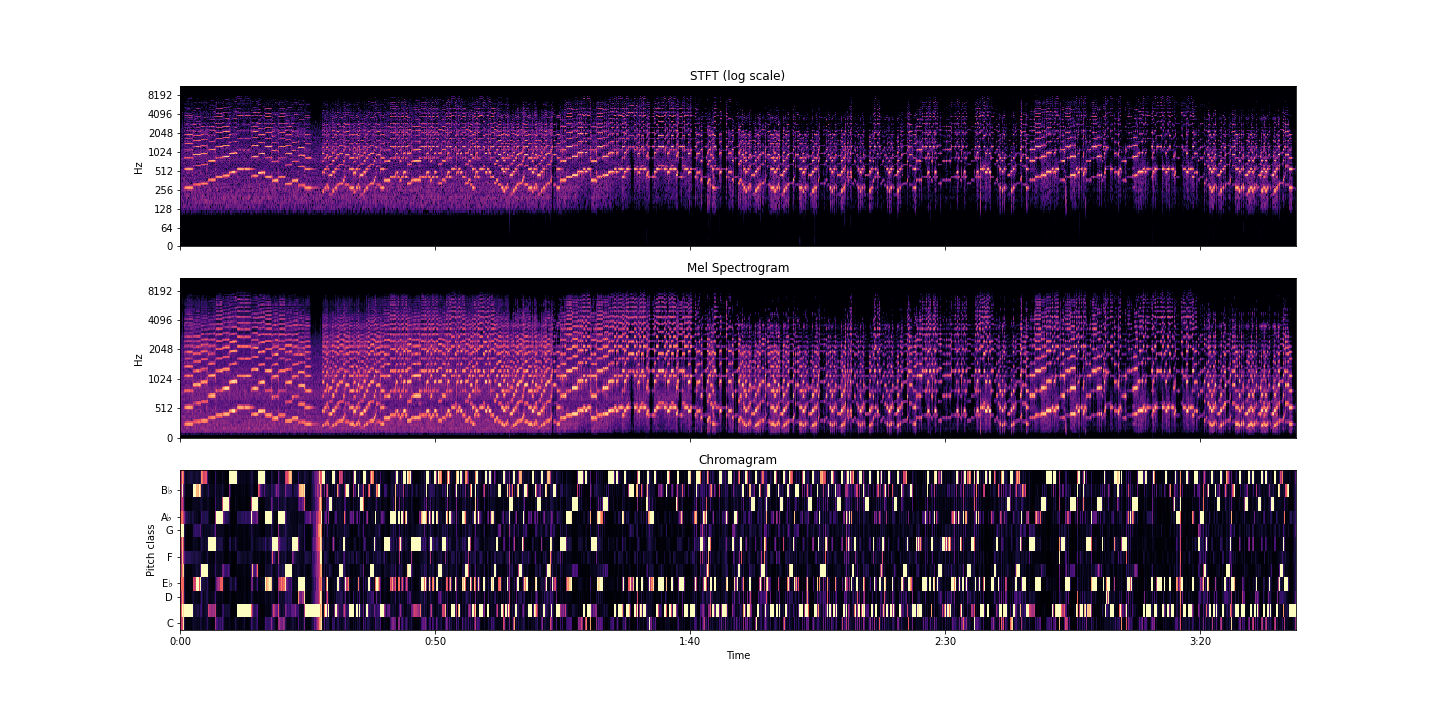 STFT (log scale)
8192
4096
2048
1024
512
256
128
64
0
Hz
Mel Spectrogram
8192
4096
2048
1024
512
0
Hz
Chromagram
B♭
A♭
G
F
E♭
D
C
Pitch class
0:00
0:50
1:40
2:30
3:20
Time